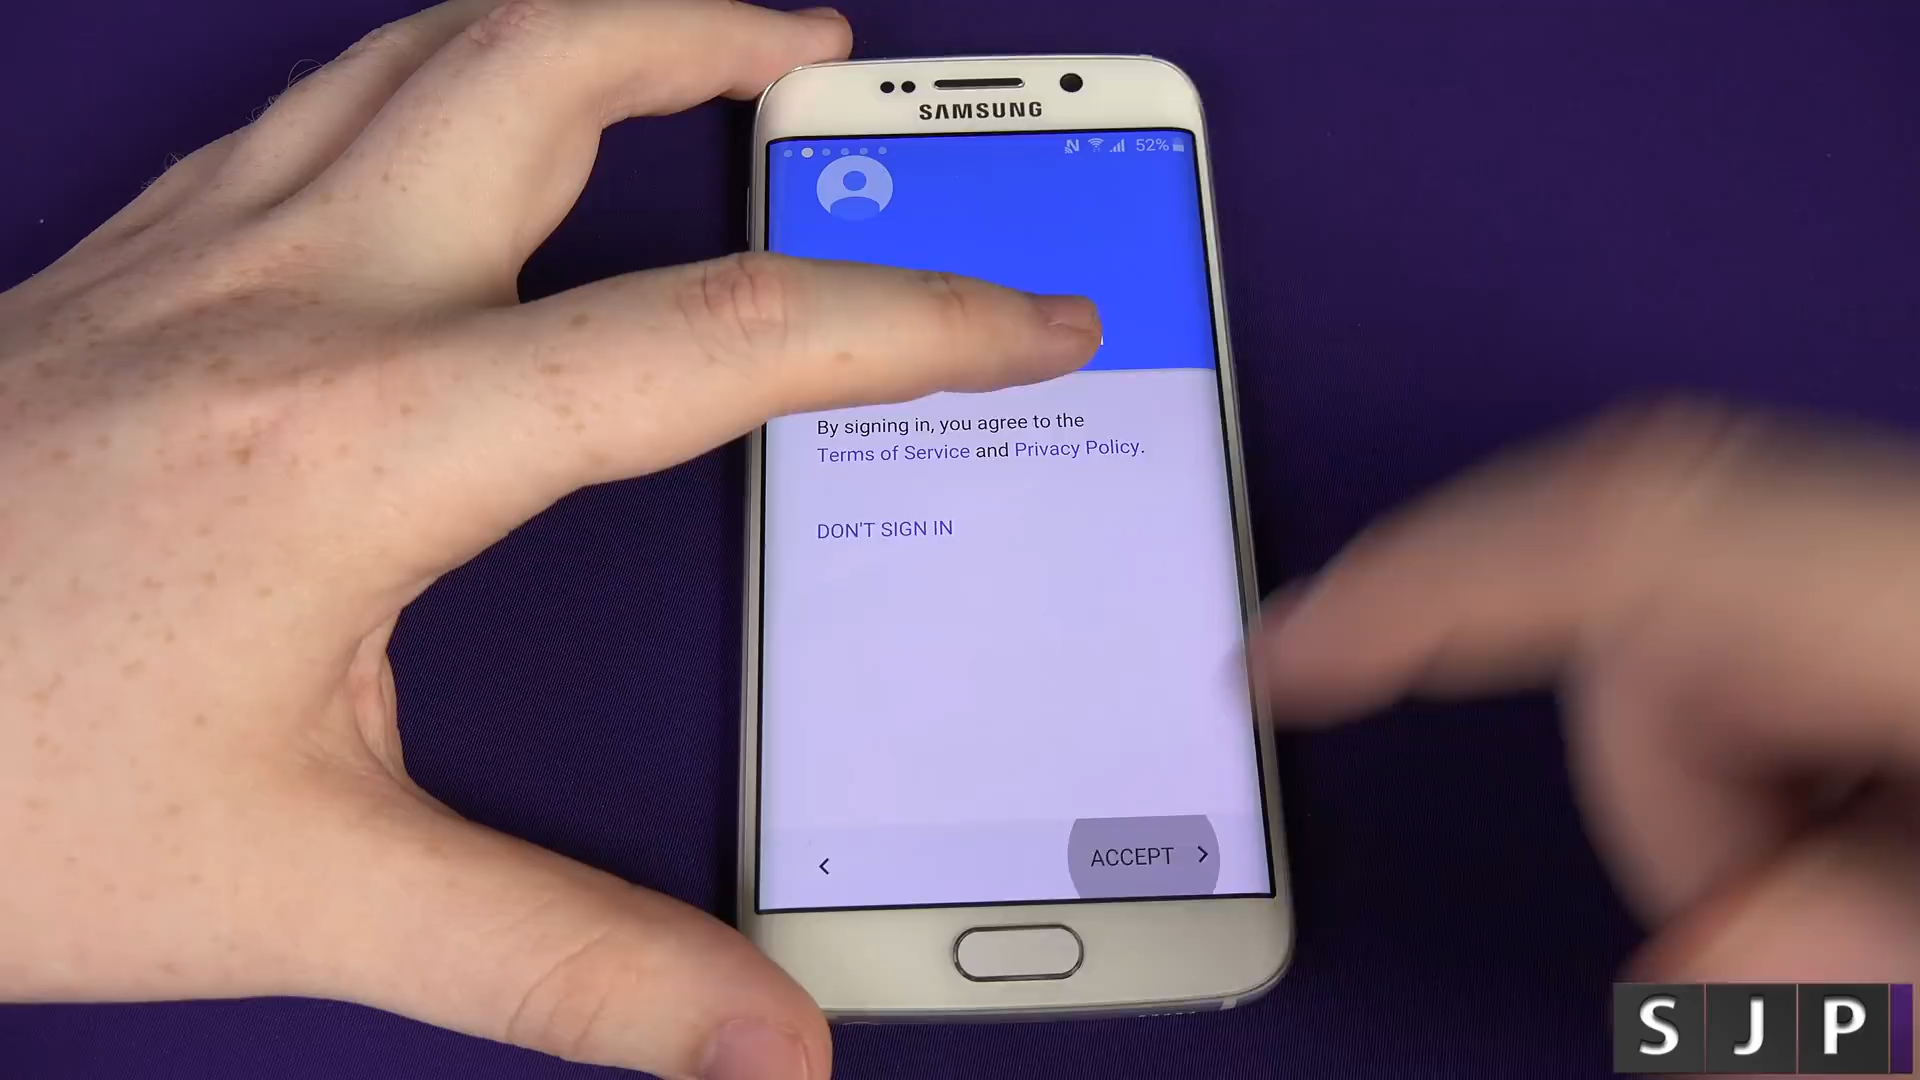 SAMSUNG
52%
By signing in, you agree to the
Terms of Service and Privacy Policy.
DON'T SIGN IN
ACCEPT
SJP